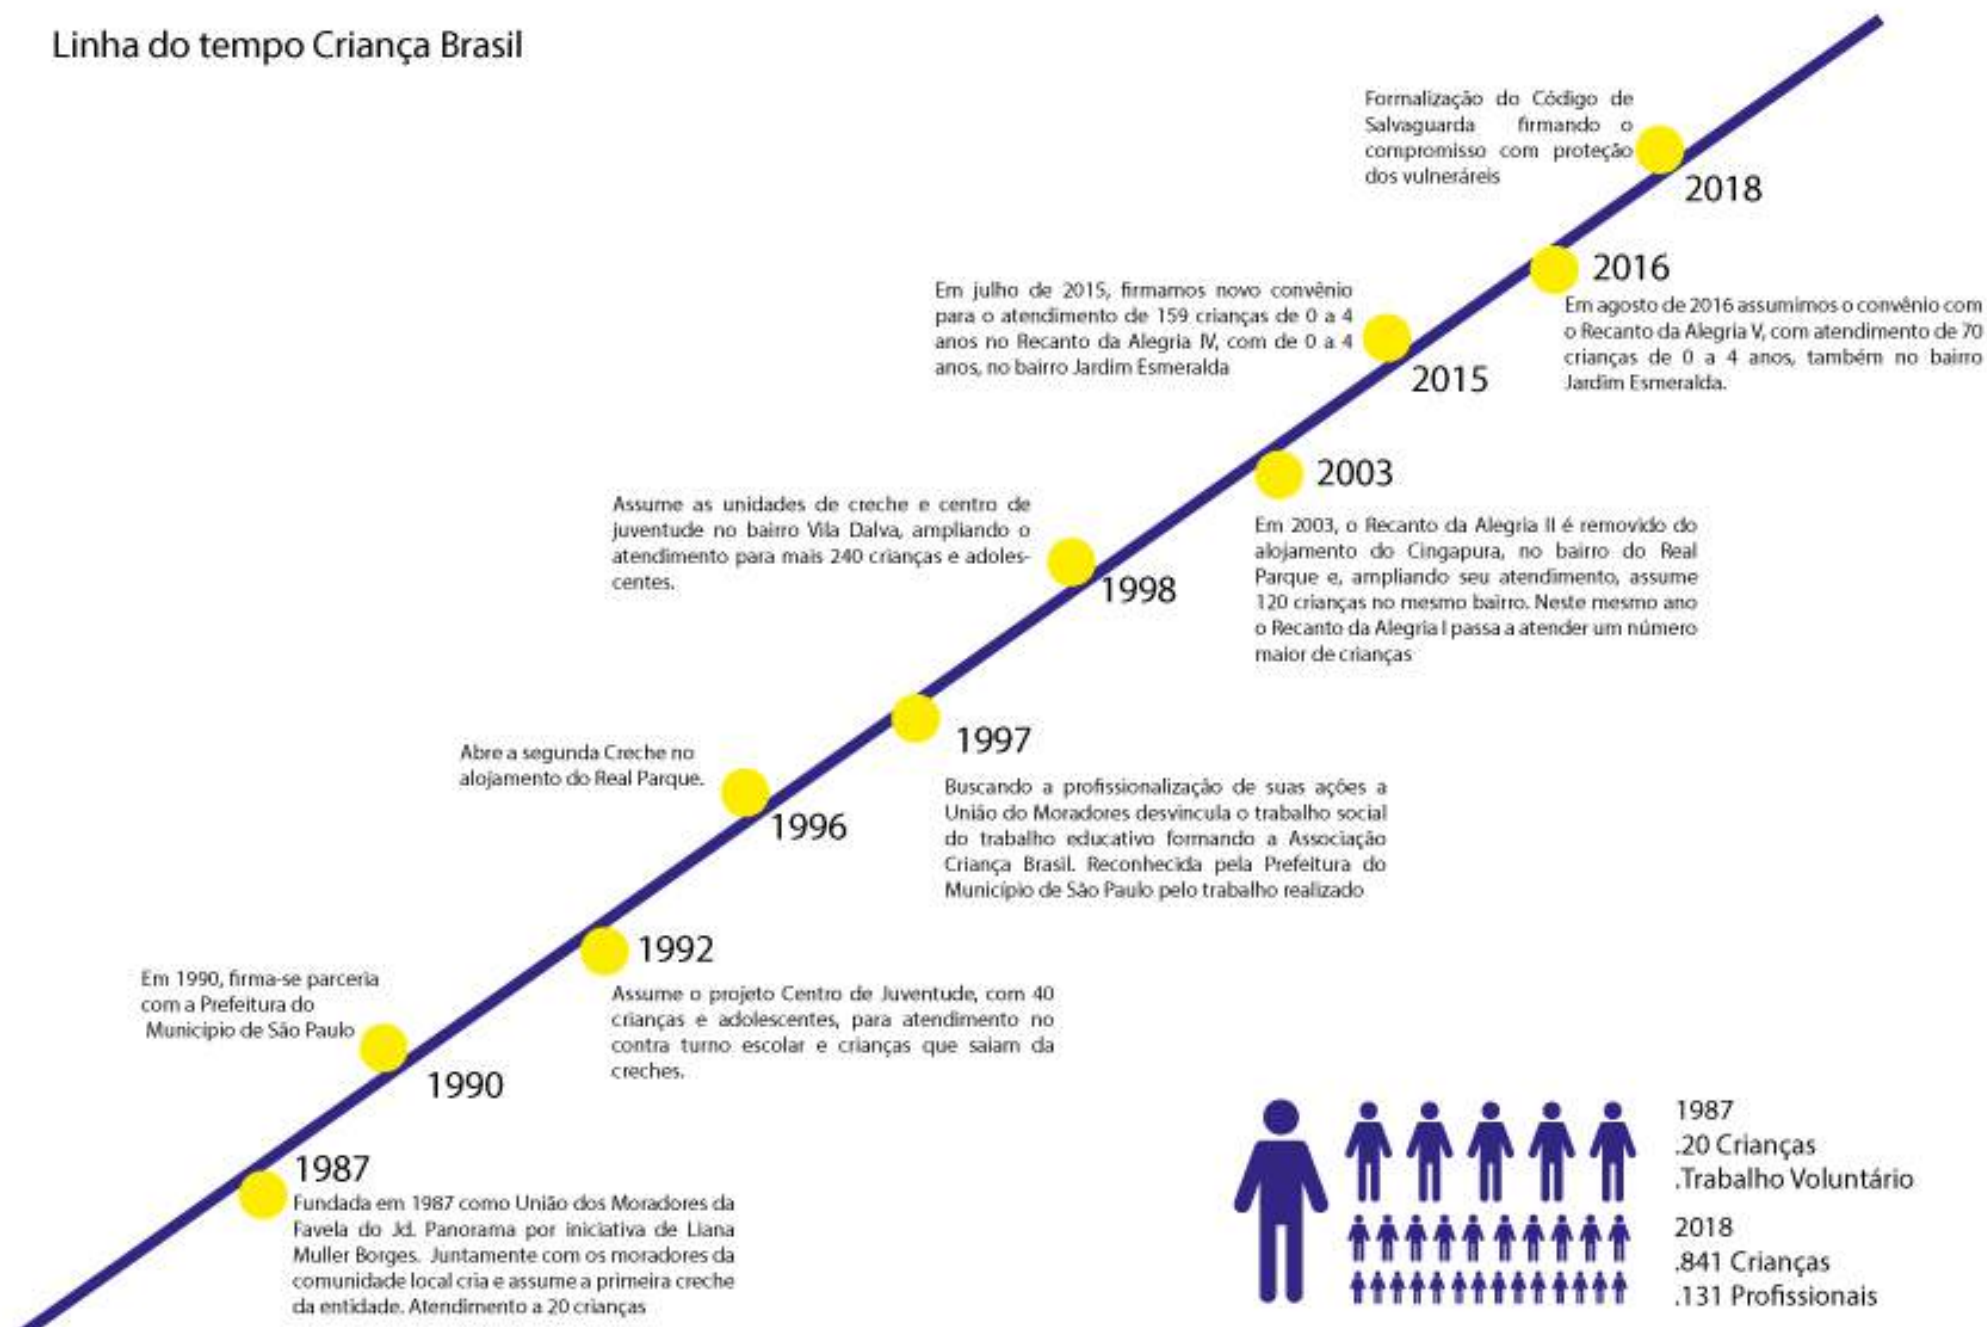 Linha do tempo Criança Brasil
Formalização do Código de
Salvaguarda firmando o
compromisso com proteção
dos vulneráreis
2018
2016
Em agosto de 2016 assumimos o convênio com
o Recanto da Alegria V, com atendimento de 70
crianças de 0 a 4 anos, também no bairro
Jardim Esmeralda.
Em julho de 2015, firmamos novo convênio
para o atendimento de 159 crianças de 0 a 4
anos no Recanto da Alegria IV, com de 0 a 4
anos, no bairro Jardim Esmeralda
2015
2003
Em 2003, o Recanto da Alegria II é removido do
alojamento do Cingapura, no bairro do Real
Parque e, ampliando seu atendimento, assume
120 crianças no mesmo bairro. Neste mesmo ano
o Recanto da Alegria I passa a atender um número
maior de crianças
Assume as unidades de creche e centro de
juventude no bairro Vila Dalva, ampliando o
atendimento para mais 240 crianças e adoles-
centes.
1998
1997
Buscando a profissionalização de suas ações a
União do Moradores desvincula o trabalho social
do trabalho educativo formando a Associação
Criança Brasil. Reconhecida pela Prefeitura do
Município de São Paulo pelo trabalho realizado
Abre a segunda Creche no
alojamento do Real Parque.
1996
1992
Assume o projeto Centro de Juventude, com 40
crianças e adolescentes, para atendimento no
contra turno escolar e crianças que saiam da
creches.
Em 1990, firma-se parceria
com a Prefeitura do
Município de São Paulo
1990
1987
Fundada em 1987 como União dos Moradores da
Favela do Jd. Panorama por iniciativa de Liana
Muller Borges. Juntamente com os moradores da
comunidade local cria e assume a primeira creche
da entidade. Atendimento a 20 crianças
1987
.20 Crianças
.Trabalho Voluntário
2018
.841 Crianças
.131 Profissionais